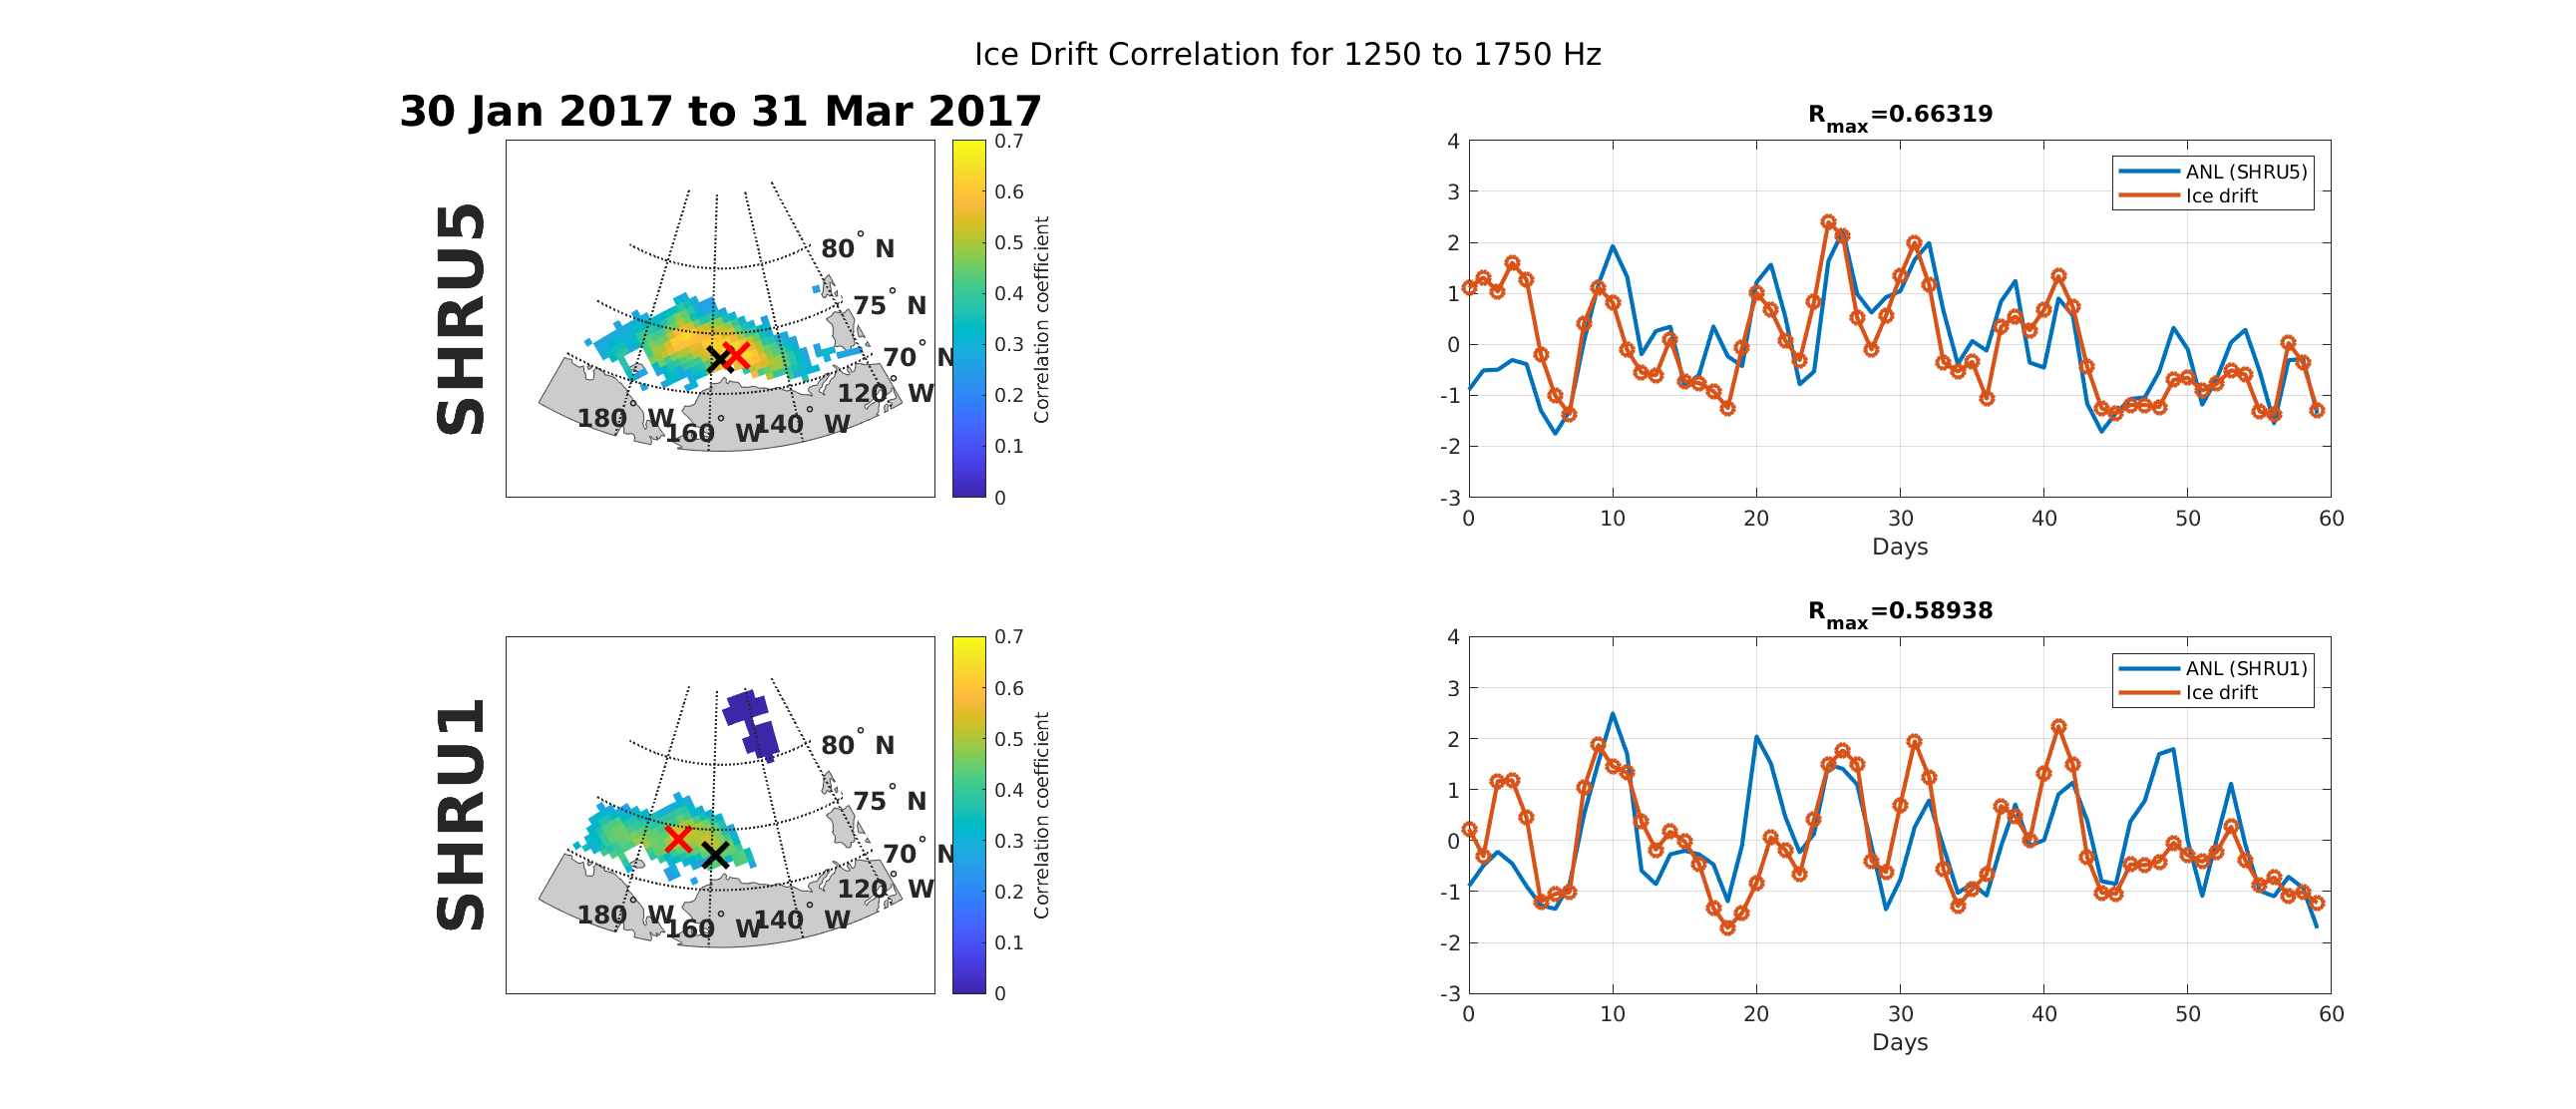 Ice Drift Correlation for 1250 to 1750 Hz
30 Jan 2017 to 31 Mar 2017
SHRU5
80° N
75° N
70° N
120° W
180° W
160° W
140° W
0.7
0.6
0.5
0.4
0.3
0.2
0.1
0
Correlation coefficient
Rmax=0.66319
ANL (SHRU5)
Ice drift
4
3
2
1
0
-1
-2
-3
0 10 20 30 40 50 60
Days
SHRU1
80° N
75° N
70° N
120° W
180° W
160° W
140° W
0.7
0.6
0.5
0.4
0.3
0.2
0.1
0
Correlation coefficient
Rmax=0.58938
ANL (SHRU1)
Ice drift
4
3
2
1
0
-1
-2
-3
0 10 20 30 40 50 60
Days